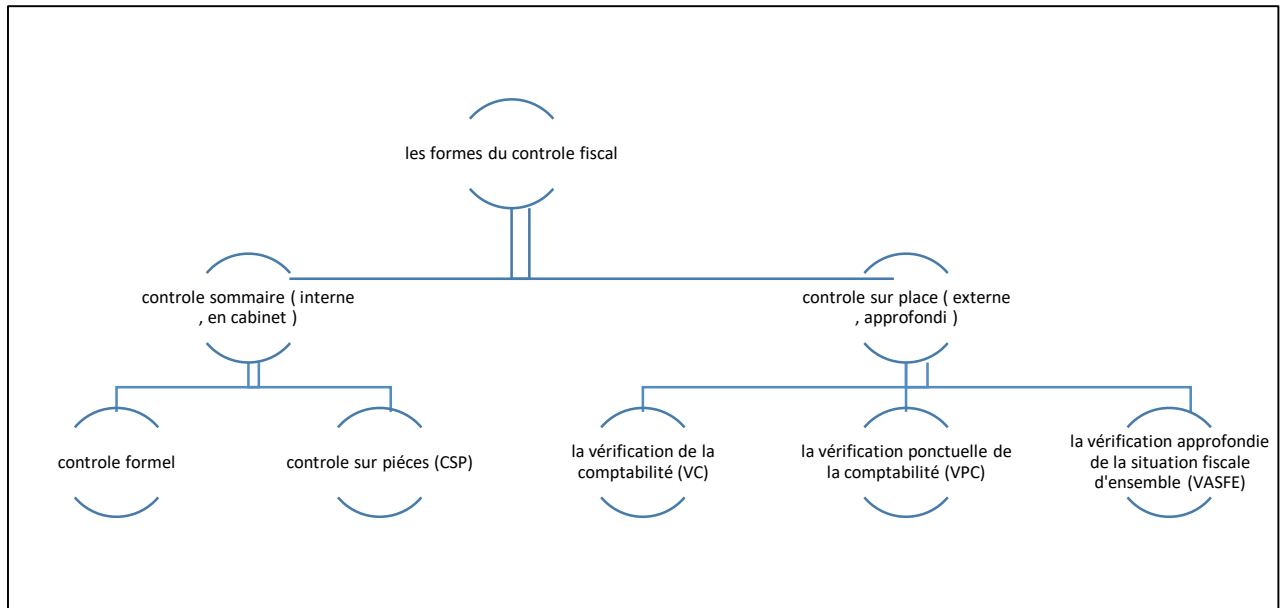 les formes du controle fiscal
controle sommaire ( interne
, en cabinet )
controle sur place ( externe
, approfondi )
controle formel
controle sur piéces (CSP)
la vérification de la
comptabilité (VC)
la vérification ponctuelle de
la comptabilité (VPC)
la vérification approfondie
de la situation fiscale
d'ensemble (VASFE)